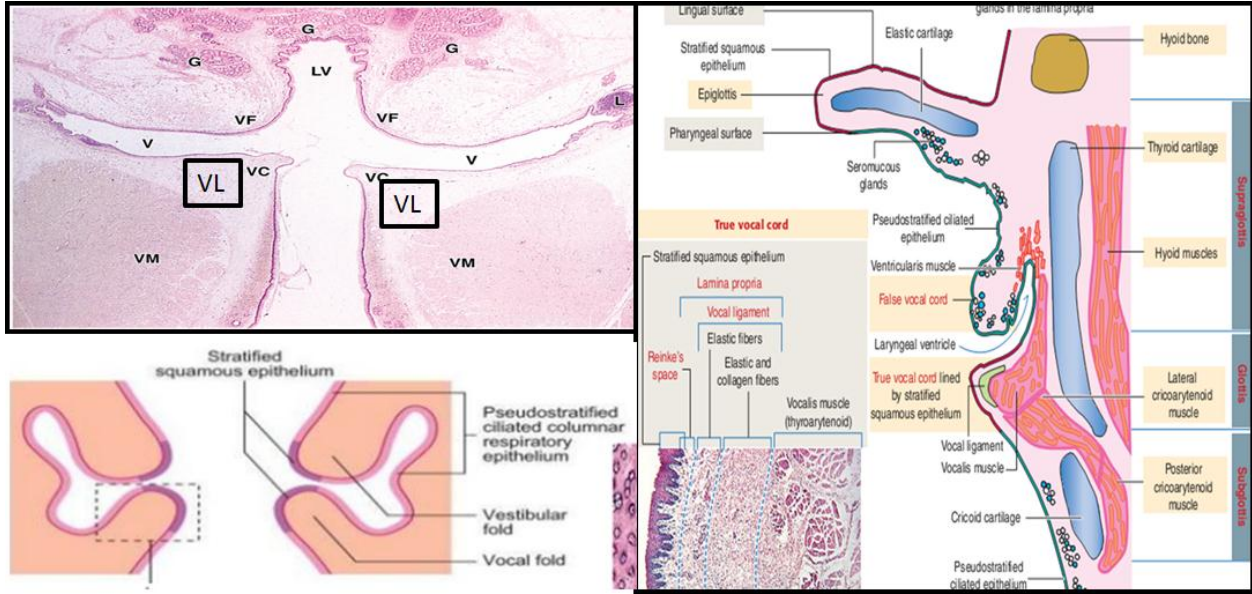 G
G
G
LV
L
VF
VF
V
V
VL
VC
VC
VL
VM
VM
Stratified
squamous epithelium
Pseudostratified
ciliated columnar
respiratory
epithelium
Vestibular
fold
Vocal fold
glands in the lamina propria
Lingual surface
Elastic cartilage
Stratified squamous
epithelium
Epiglottis
Pharyngeal surface
Seromucous
glands
Hyoid bone
Thyroid cartilage
Supraglottis
Pseudostratified ciliated
epithelium
Ventricularis muscle
Hyoid muscles
False vocal cord
Laryngeal ventricle
True vocal cord lined
by stratified
squamous epithelium
Lateral
cricoarytenoid
muscle
Glottis
Vocal ligament
Vocalis muscle
Posterior
cricoarytenoid
muscle
Subglottis
Cricoid cartilage
Pseudostratified
ciliated epithelium
True vocal cord
Stratified squamous epithelium
Lamina propria
Vocal ligament
Elastic fibers
Reinke's
space
Elastic and
collagen fibers
Vocalis muscle
(thyroarytenoid)